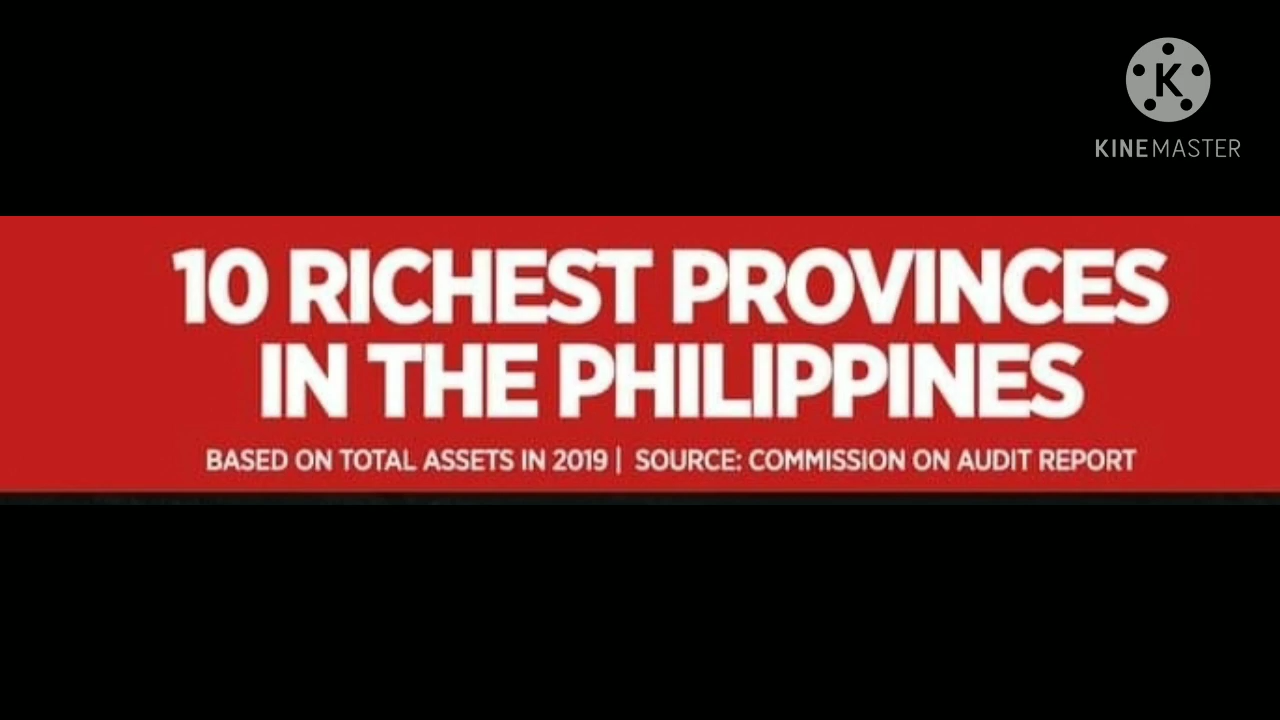 K
KINEMASTER
10 RICHEST PROVINCES
IN THE PHILIPPINES
BASED ON TOTAL ASSETS IN 2019 | SOURCE: COMMISSION ON AUDIT REPORT